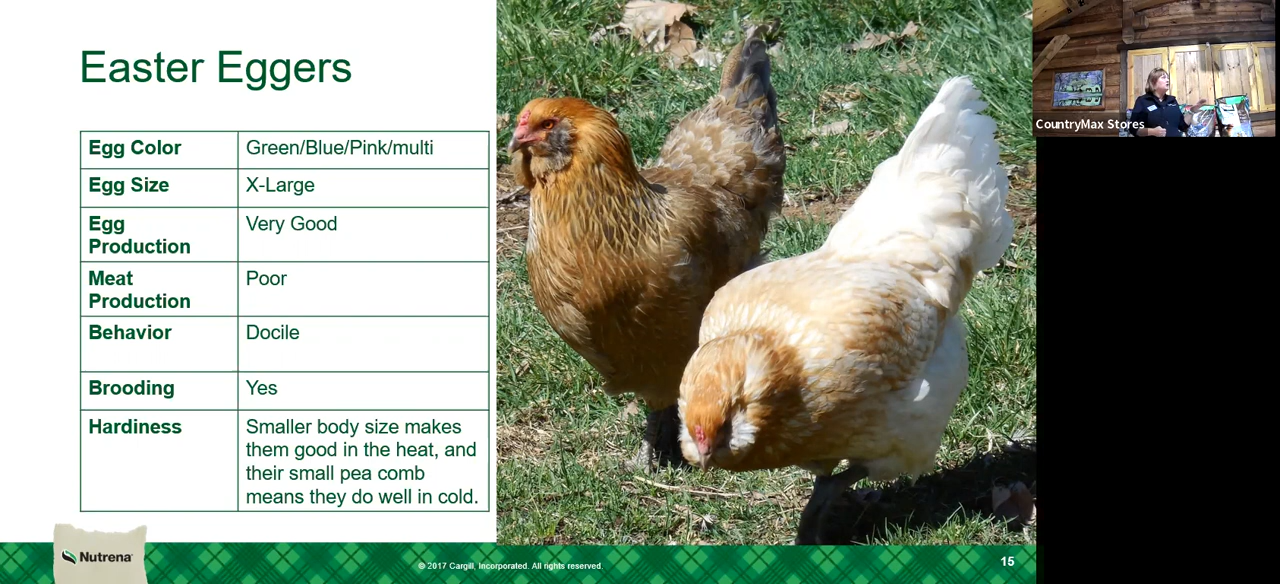 Easter Eggers
Egg Color Green/Blue/Pink/multi
Egg Size X-Large
Egg Very Good
Production
Meat Poor
Production
Behavior Docile
Brooding Yes
Hardiness Smaller body size makes
them good in the heat, and
their small pea comb
means they do well in cold.
Nutrena
© 2017 Cargill, Incorporated. All rights reserved.
15
CountryMax Stores